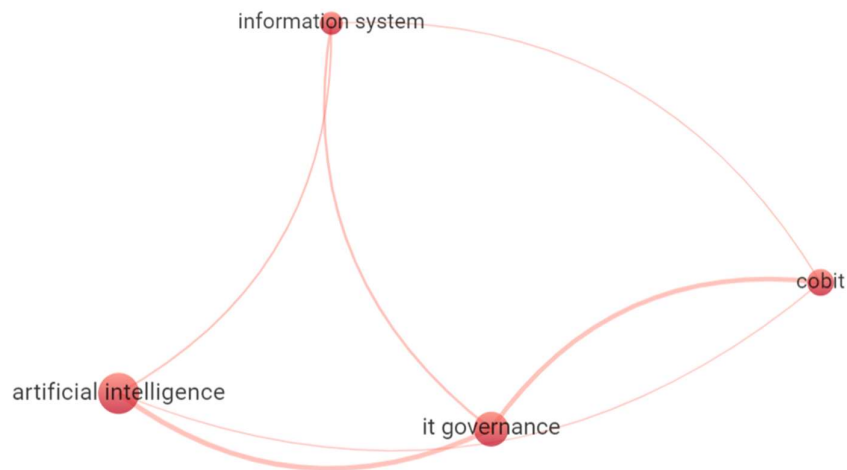 information system
cobit
artificial intelligence
it governance